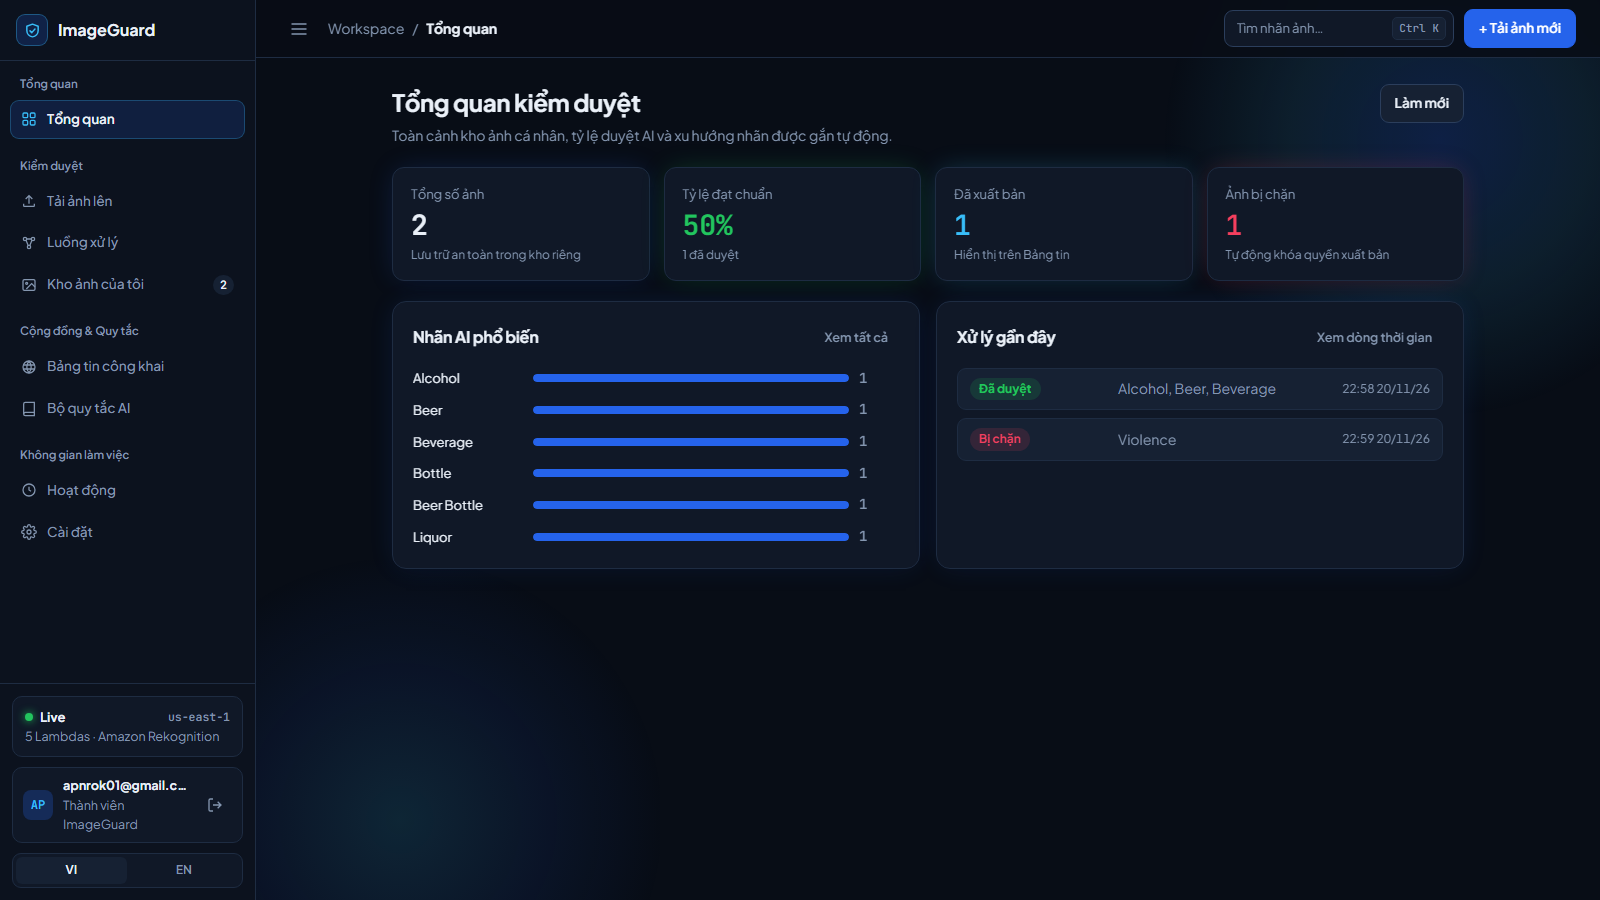 ImageGuard
Workspace / Tổng quan
Tìm nhãn ảnh...
Ctrl K
+ Tải ảnh mới
Tổng quan
Tổng quan
Kiểm duyệt
Tải ảnh lên
Luồng xử lý
Kho ảnh của tôi
2
Cộng đồng & Quy tắc
Bảng tin công khai
Bộ quy tắc AI
Không gian làm việc
Hoạt động
Cài đặt
Live
us-east-1
5 Lambdas · Amazon Rekognition
AP
apnrok01@gmail.c...
Thành viên
ImageGuard
VI
EN
Tổng quan kiểm duyệt
Toàn cảnh kho ảnh cá nhân, tỷ lệ duyệt AI và xu hướng nhãn được gắn tự động.
Làm mới
Tổng số ảnh
2
Lưu trữ an toàn trong kho riêng
Tỷ lệ đạt chuẩn
50%
1 đã duyệt
Đã xuất bản
1
Hiển thị trên Bảng tin
Ảnh bị chặn
1
Tự động khóa quyền xuất bản
Nhãn AI phổ biến
Xem tất cả
Alcohol 1
Beer 1
Beverage 1
Bottle 1
Beer Bottle 1
Liquor 1
Xử lý gần đây
Xem dòng thời gian
Đã duyệt Alcohol, Beer, Beverage 22:58 20/11/26
Bị chặn Violence 22:59 20/11/26